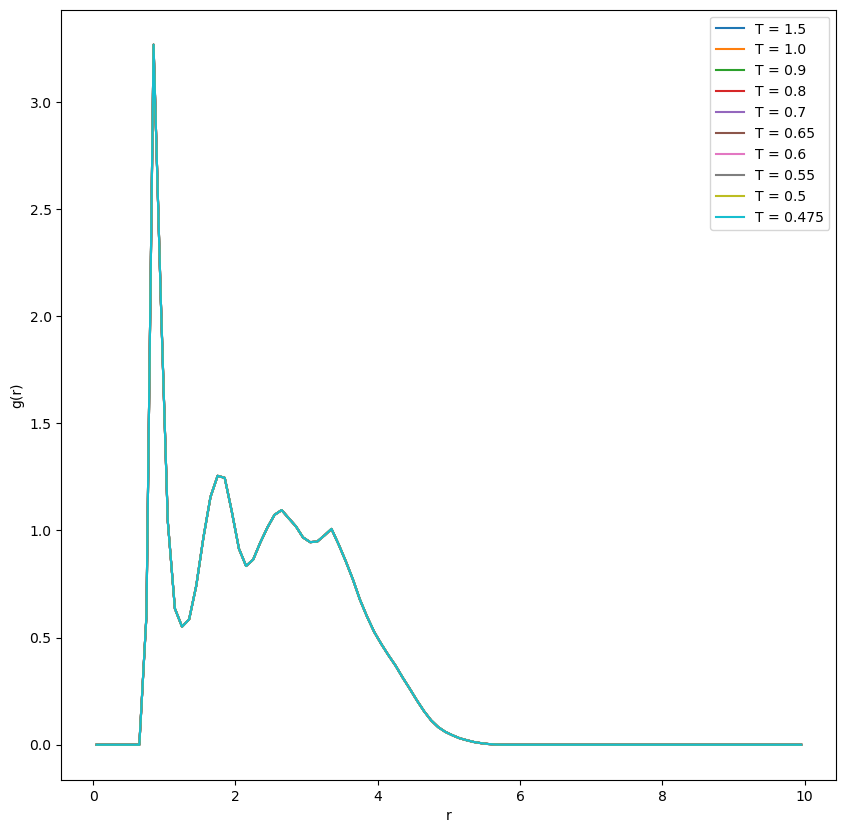 T = 1.5
T = 1.0
T = 0.9
T = 0.8
T = 0.7
T = 0.65
T = 0.6
T = 0.55
T = 0.5
T = 0.475
3.0
2.5
2.0
1.5
1.0
0.5
0.0
g(r)
0 2 4 6 8 10
r